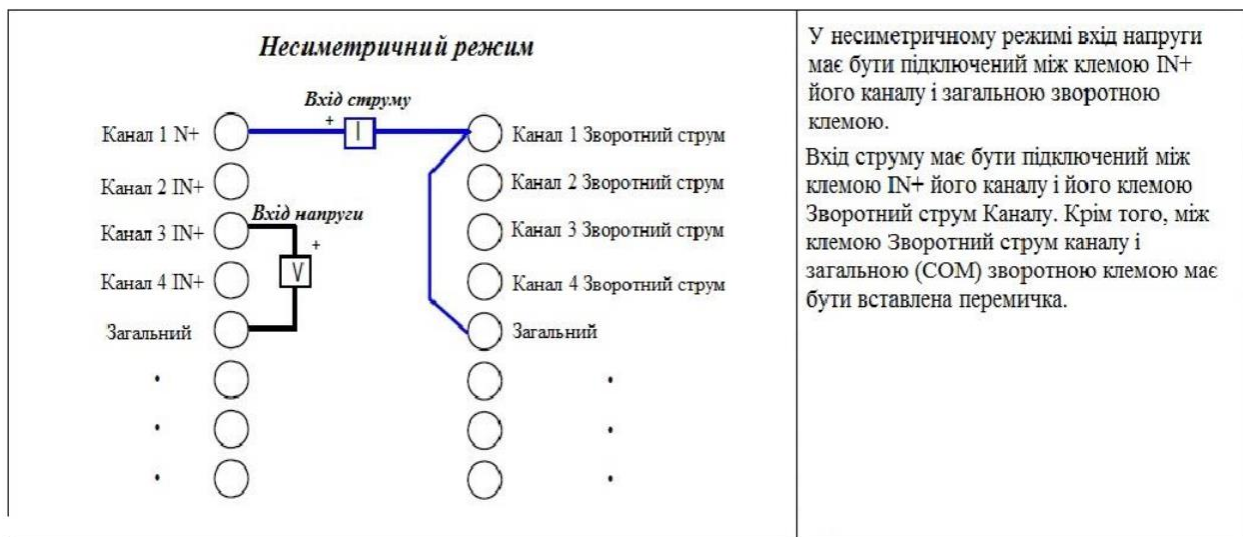 Несиметричний режим
Вхід струму
+
I
Канал 1 N+
Канал 1 Зворотний струм
Канал 2 IN+
Канал 2 Зворотний струм
Вхід напруги
Канал 3 IN+
+
Канал 3 Зворотний струм
V
Канал 4 IN+
Канал 4 Зворотний струм
Загальний
Загальний
У несиметричному режимі вхід напруги
має бути підключений між клемою IN+
його каналу і загальною зворотною
клемою.
Вхід струму має бути підключений між
клемою IN+ його каналу і його клемою
Зворотний струм Каналу. Крім того, між
клемою Зворотний струм каналу і
загальною (COM) зворотною клемою має
бути вставлена перемичка.